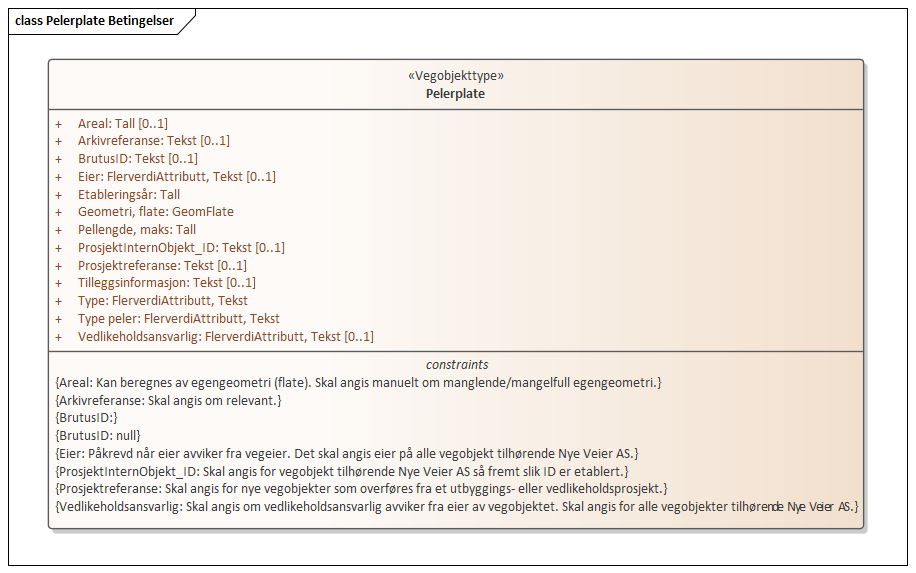 class Pelerplate Betingelser
«Vegobjekttype»
Pelerplate
+ Areal: Tall [0..1]
+ Arkivreferanse: Tekst [0..1]
+ BrutusID: Tekst [0..1]
+ Eier: FlerverdiAttributt, Tekst [0..1]
+ Etableringsår: Tall
+ Geometri, flate: GeomFlate
+ Pellengde, maks: Tall
+ ProsjektInternObjekt_ID: Tekst [0..1]
+ Prosjektreferanse: Tekst [0..1]
+ Tilleggsinformasjon: Tekst [0..1]
+ Type: FlerverdiAttributt, Tekst
+ Type peler: FlerverdiAttributt, Tekst
+ Vedlikeholdsansvarlig: FlerverdiAttributt, Tekst [0..1]
constraints
{Areal: Kan beregnes av egengeometri (flate). Skal angis manuelt om manglende/mangelfull egengeometri.}
{Arkivreferanse: Skal angis om relevant.}
{BrutusID:}
{BrutusID: null}
{Eier: Påkrevd når eier avviker fra vegeier. Det skal angis eier på alle vegobjekt tilhørende Nye Veier AS.}
{ProsjektInternObjekt_ID: Skal angis for vegobjekt tilhørende Nye Veier AS så fremt slik ID er etablert.}
{Prosjektreferanse: Skal angis for nye vegobjekter som overføres fra et utbyggings- eller vedlikeholdsprosjekt.}
{Vedlikeholdsansvarlig: Skal angis om vedlikeholdsansvarlig avviker fra eier av vegobjektet. Skal angis for alle vegobjekter tilhørende Nye Veier AS.}